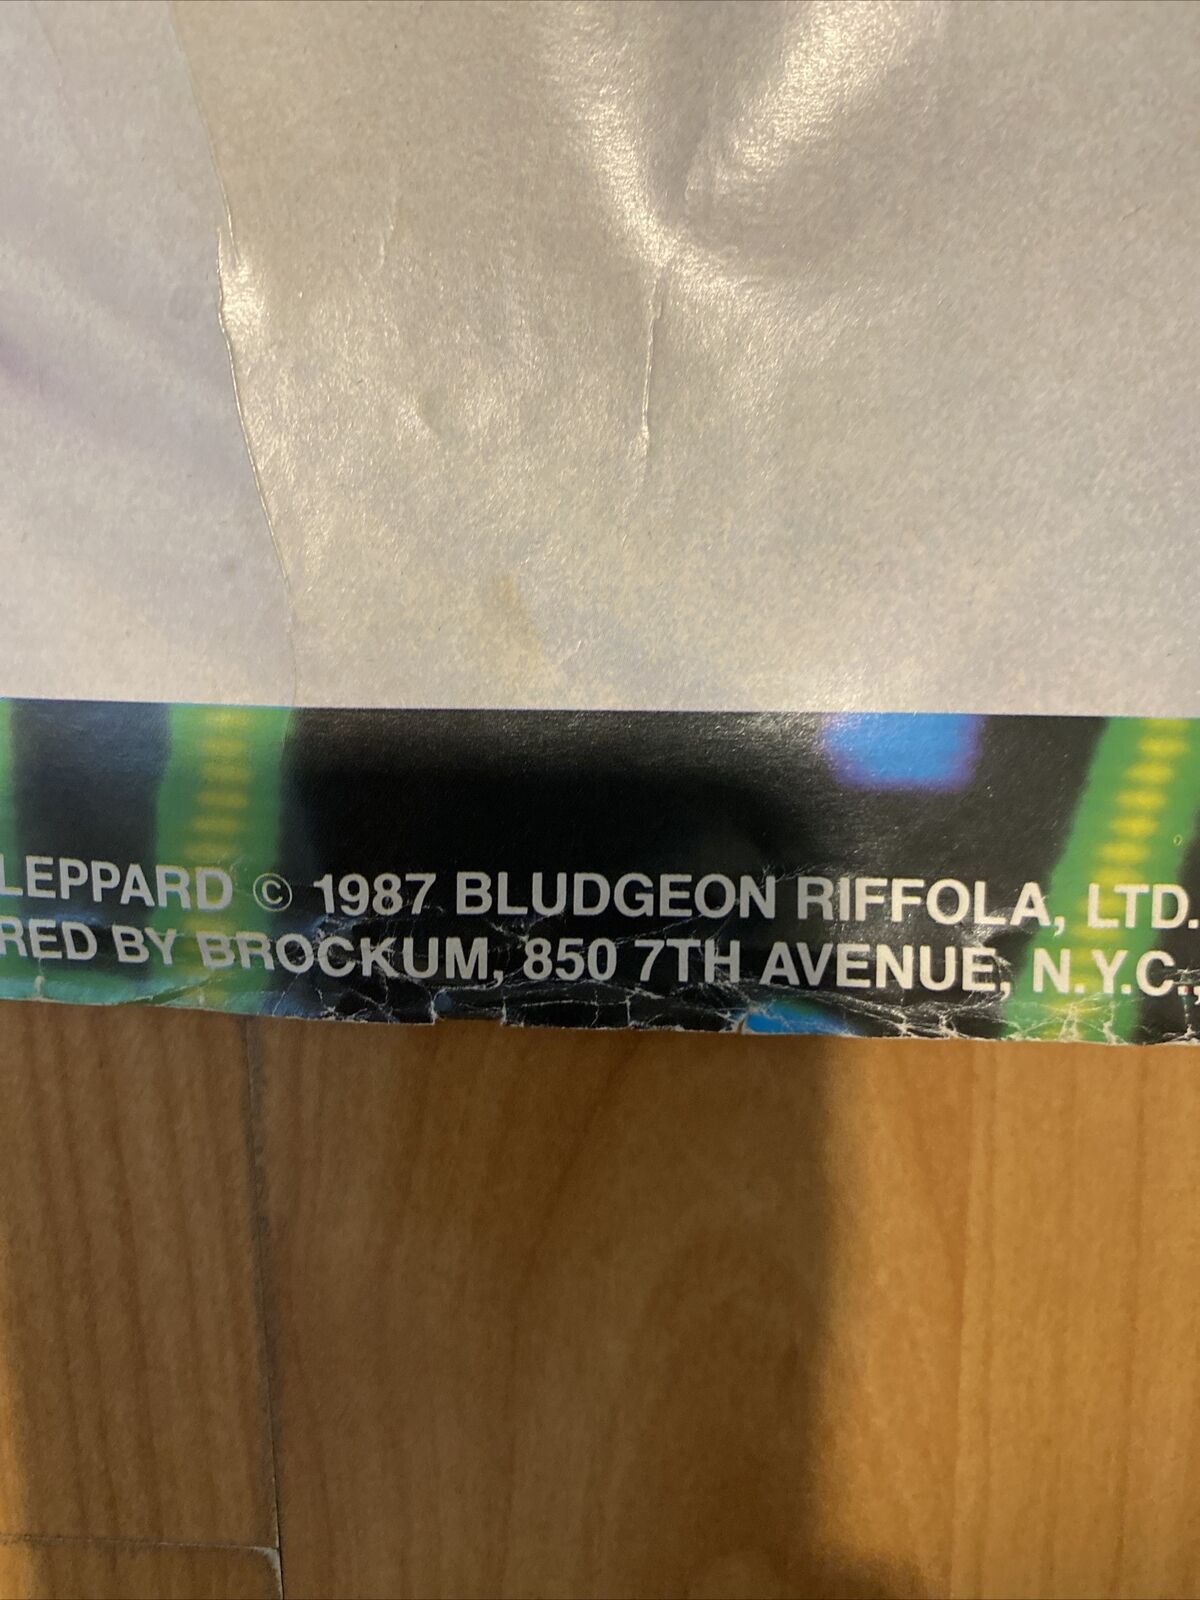 LEPPARD © 1987 BLUDGEON RIFFOLA, LTD.
RED BY BROCKUM, 850 7TH AVENUE, N.Y.C.,